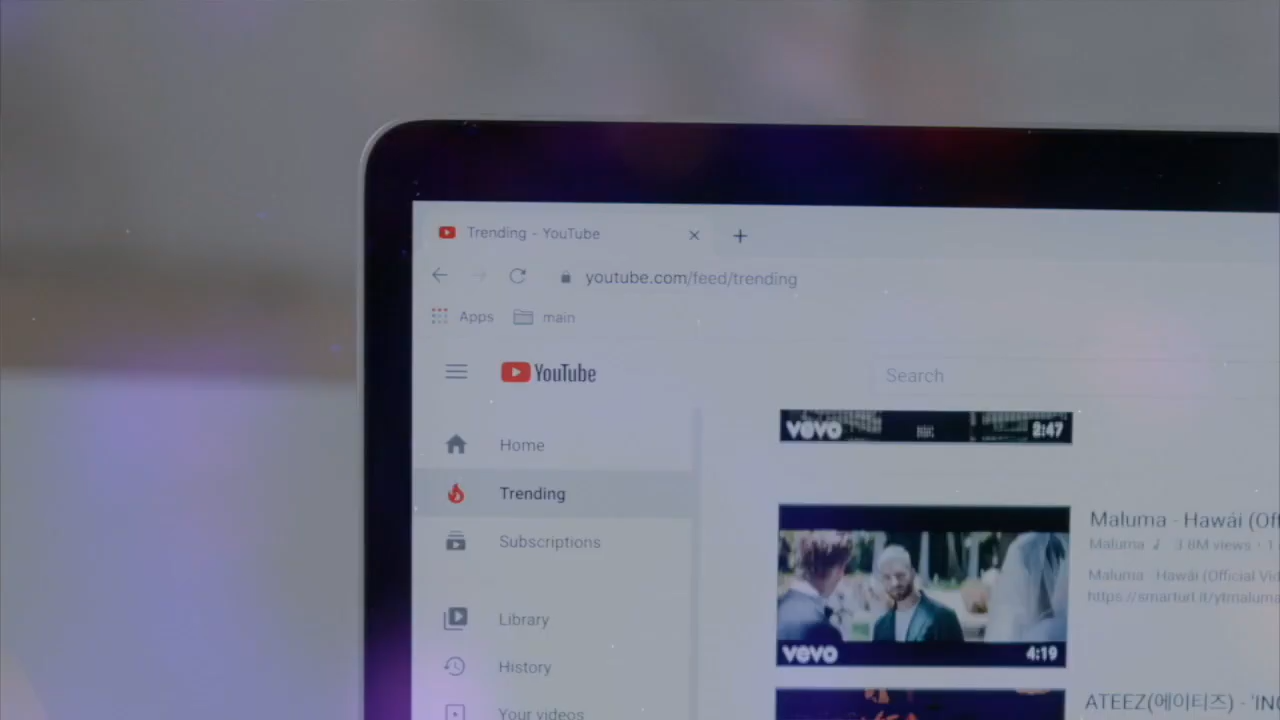 Trending - YouTube
youtube.com/feed/trending
Apps
main
YouTube
Search
vevo
2:47
Home
Trending
Subscriptions
Library
History
Your videos
Maluma - Hawái (Off
Maluma ♪ 3.8M views
Maluma - Hawái (Official Vid
https://smarturl.it/ytmaluma
vevo
4:19
ATEEZ(에이티즈) - 'IN